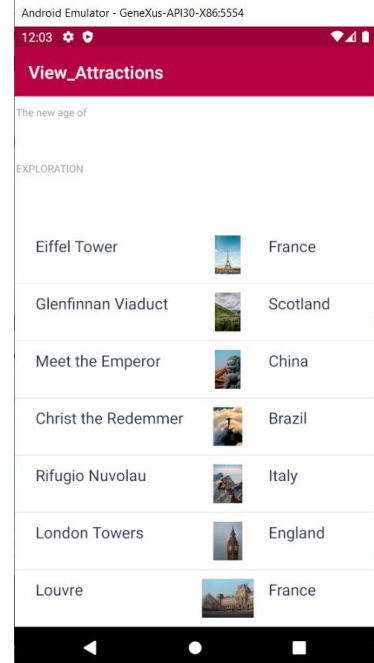 Android Emulator - GeneXus-API30-X86:5554
12:03
View_Attractions
The new age of
EXPLORATION
Eiffel Tower France
Glenfinnan Viaduct Scotland
Meet the Emperor China
Christ the Redemmer Brazil
Rifugio Nuvolau Italy
London Towers England
Louvre France